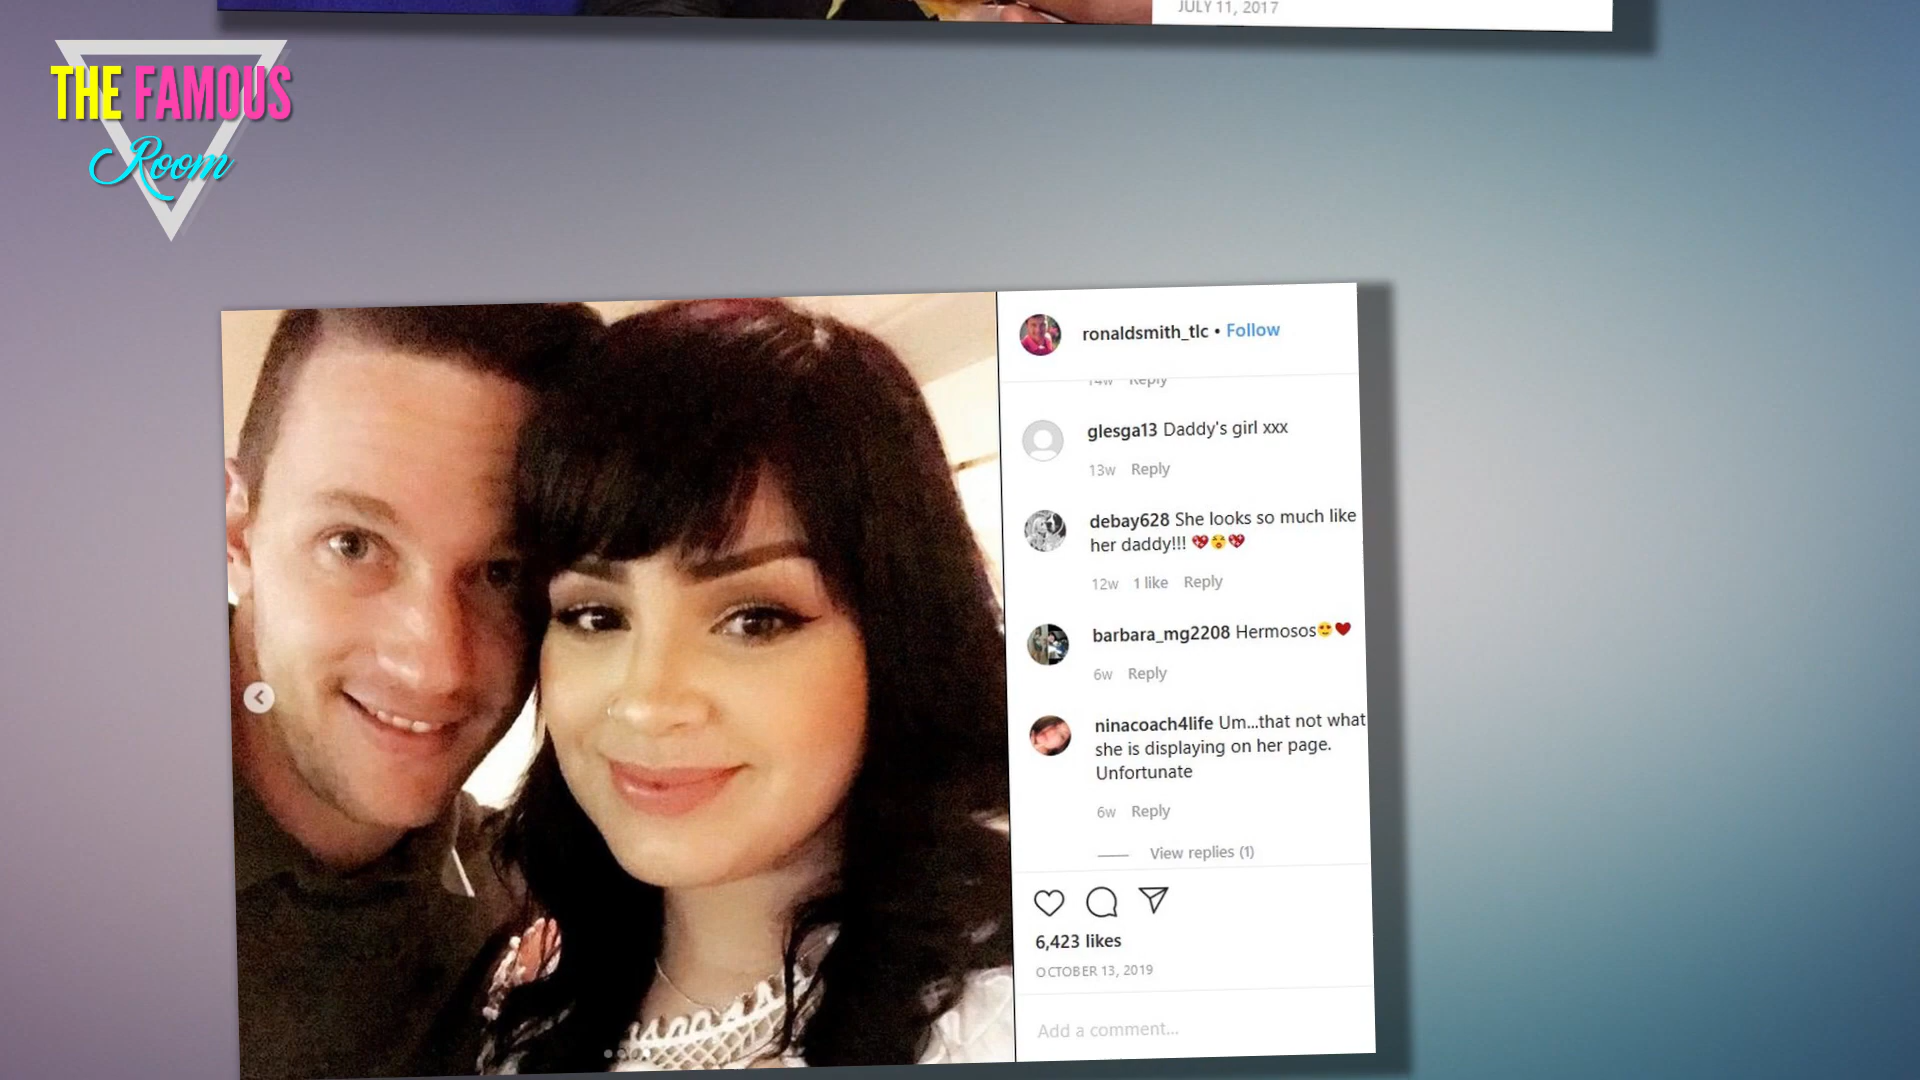 JULY 11, 2017
THE FAMOUS
Room
ronaldsmith_tlc • Follow
14w Reply
glesga13 Daddy's girl xxx
13w Reply
debay628 She looks so much like
her daddy!!! 💖😲💖
12w 1 like Reply
barbara_mg2208 Hermosos😍❤
6w Reply
ninacoach4life Um...that not what
she is displaying on her page.
Unfortunate
6w Reply
View replies (1)
6,423 likes
OCTOBER 13, 2019
Add a comment...